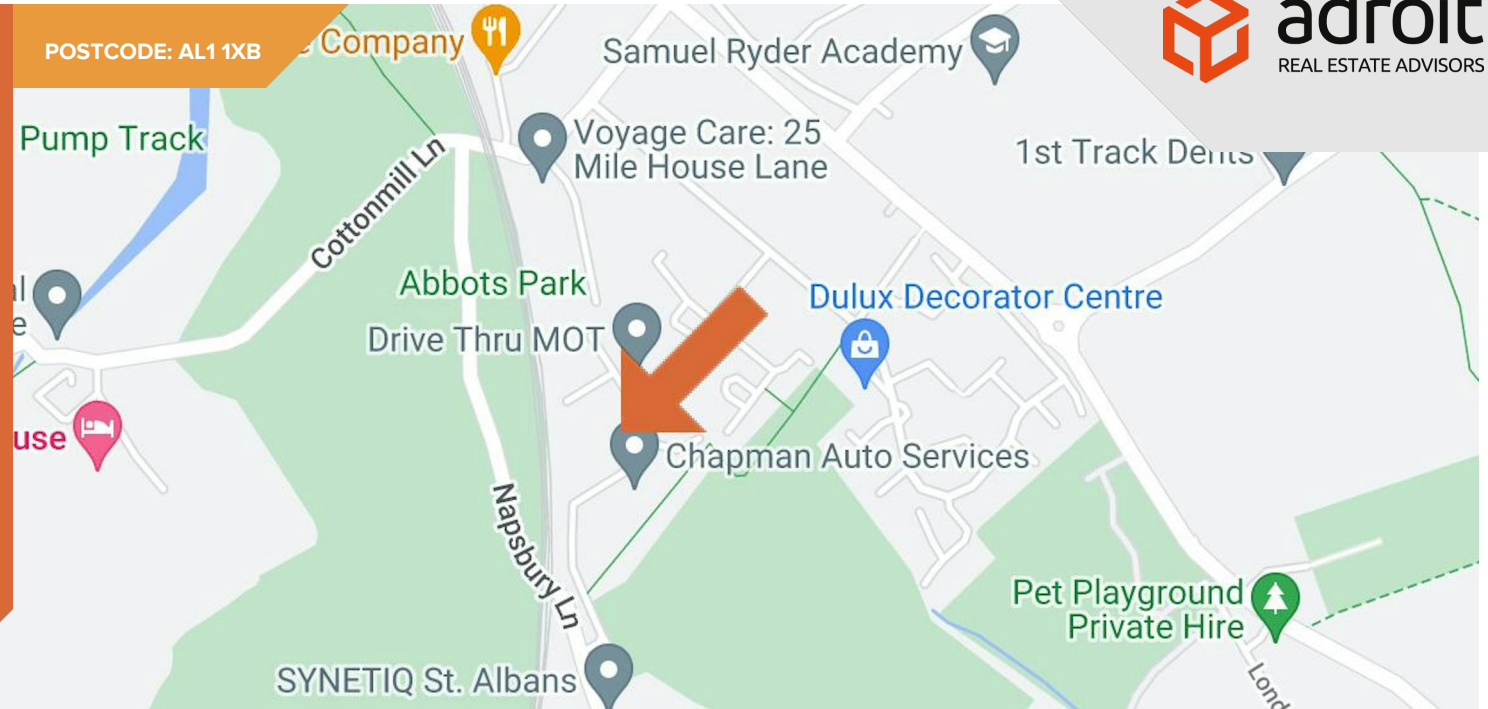 POSTCODE: AL1 1XB
Company
Samuel Ryder Academy
adroit
REAL ESTATE ADVISORS
Pump Track
Voyage Care: 25
Mile House Lane
1st Track Dents
Cottonmill Ln
Abbots Park
Drive Thru MOT
Dulux Decorator Centre
Chapman Auto Services
Napsbury Ln
Pet Playground
Private Hire
SYNETIQ St. Albans